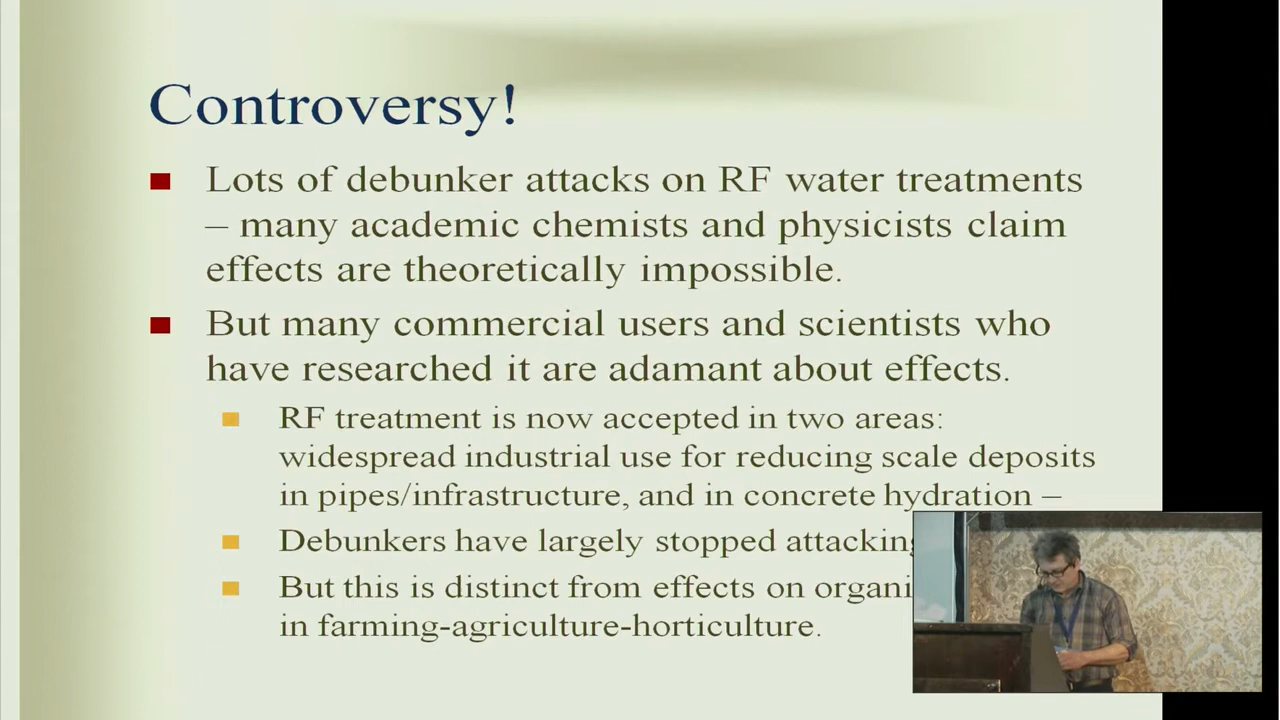 Controversy!
Lots of debunker attacks on RF water treatments
– many academic chemists and physicists claim
effects are theoretically impossible.
But many commercial users and scientists who
have researched it are adamant about effects.
RF treatment is now accepted in two areas:
widespread industrial use for reducing scale deposits
in pipes/infrastructure, and in concrete hydration –
Debunkers have largely stopped attacking
But this is distinct from effects on
in farming-agriculture-horticulture.